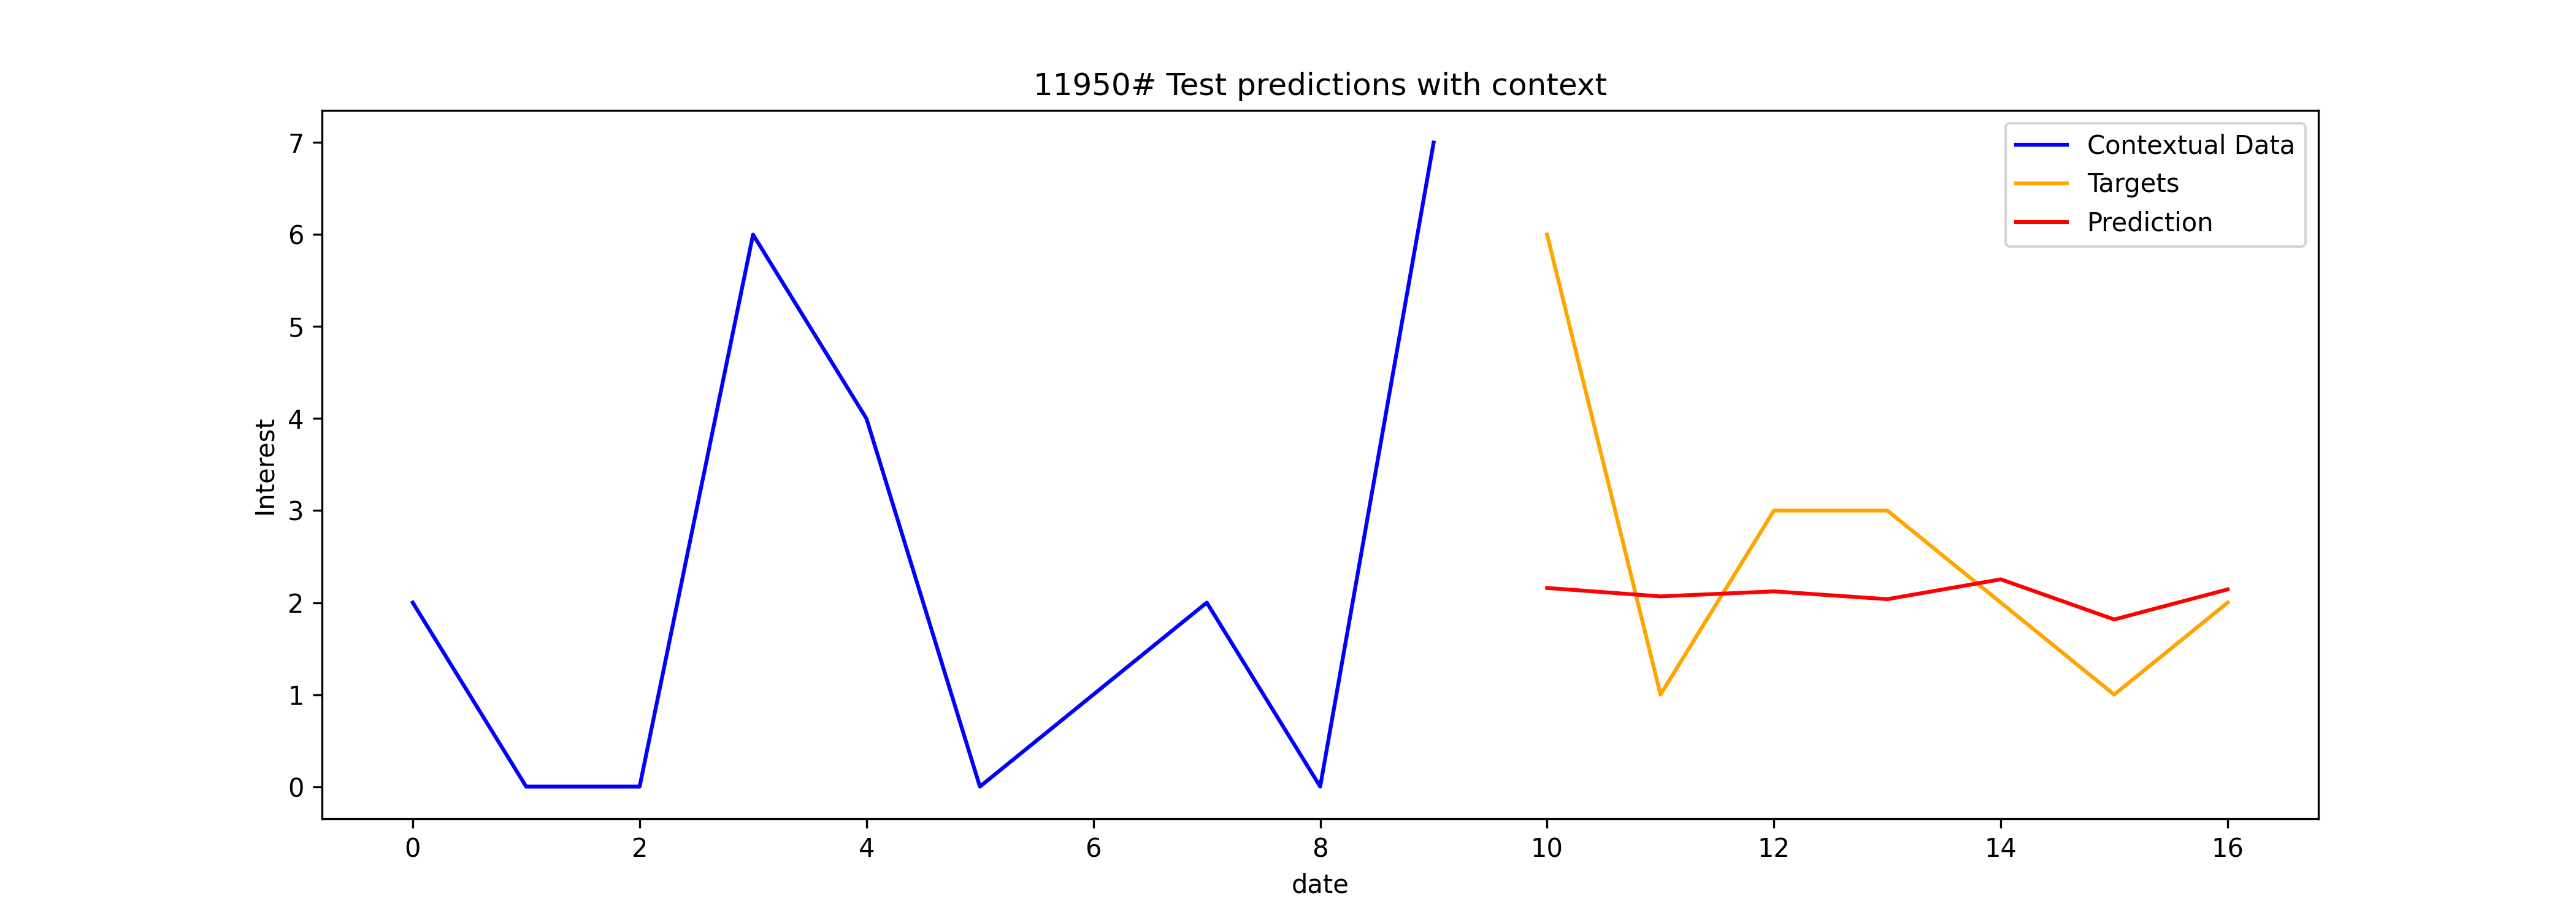 11950# Test predictions with context
Contextual Data
Targets
Prediction
Interest
7
6
5
4
3
2
1
0
0 2 4 6 8 10 12 14 16
date